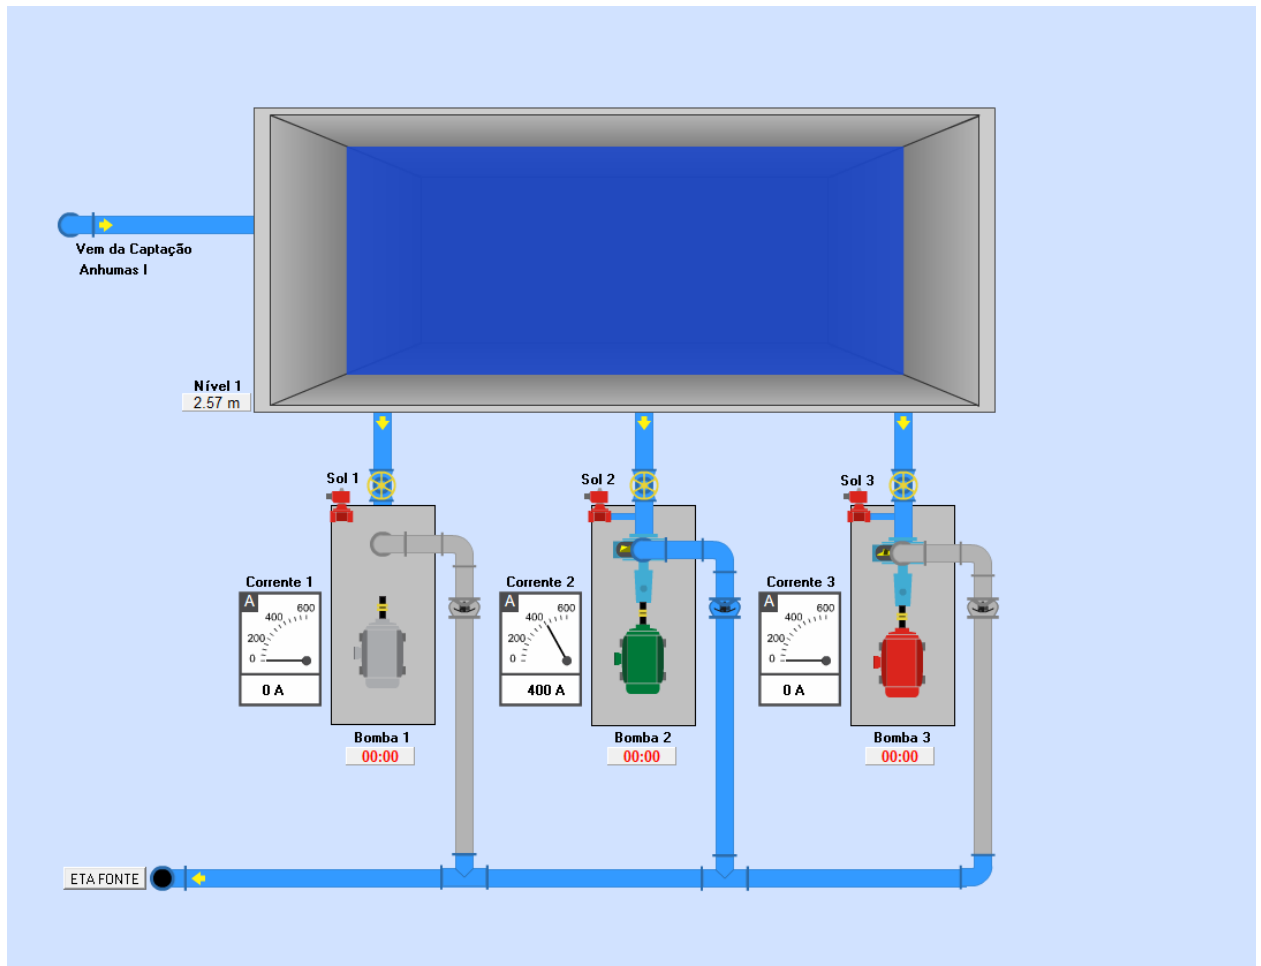 Vem da Captação
Anhumas I
Nível 1
2.57 m
Sol 1
Sol 2
Sol 3
Corrente 1
A
600
400
200
0
0 A
Bomba 1
00:00
Corrente 2
A
600
400
200
0
400 A
Bomba 2
00:00
Corrente 3
A
600
400
200
0
0 A
Bomba 3
00:00
ETA FONTE